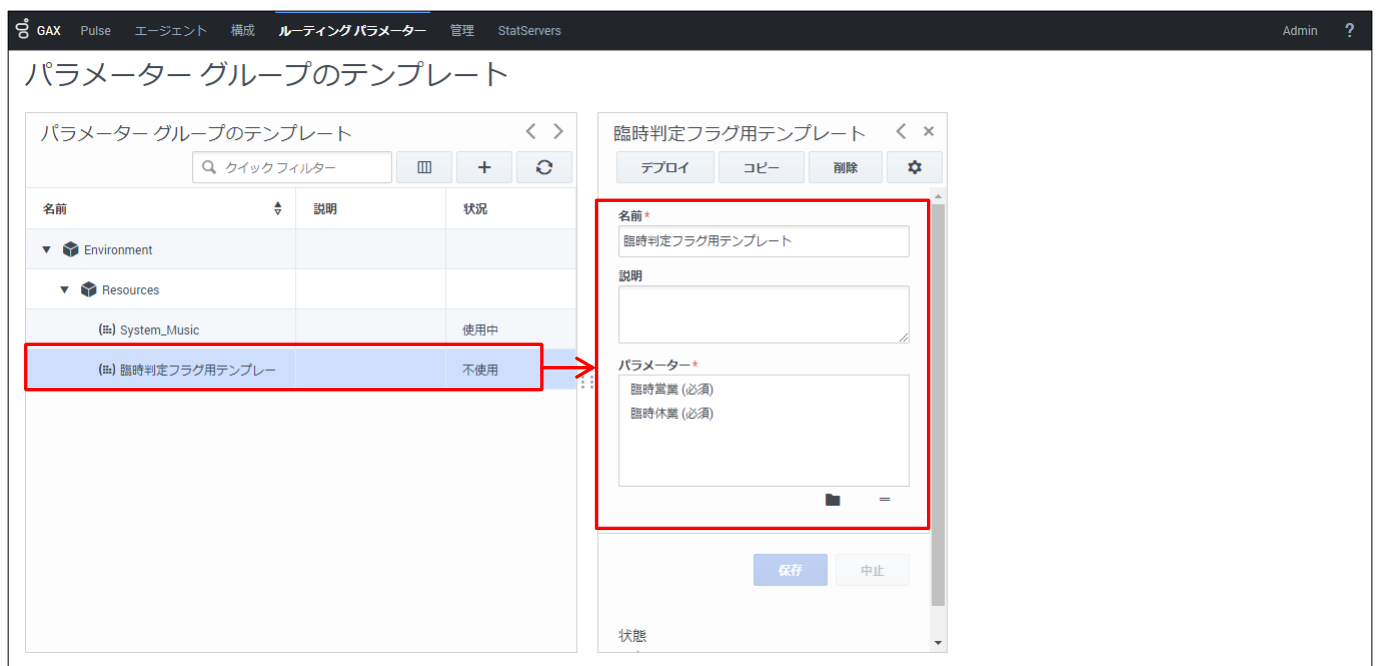 GAX Pulse エージェント 構成 ルーティング パラメーター 管理 StatServers Admin ?
パラメーター グループのテンプレート
パラメーター グループのテンプレート
クイック フィルター
名前 説明 状況
Environment
Resources
System_Music 使用中
臨時判定フラグ用テンプレー 不使用
臨時判定フラグ用テンプレート
デプロイ コピー 削除
名前*
臨時判定フラグ用テンプレート
説明
パラメーター*
臨時営業 (必須)
臨時休業 (必須)
保存 中止
状態